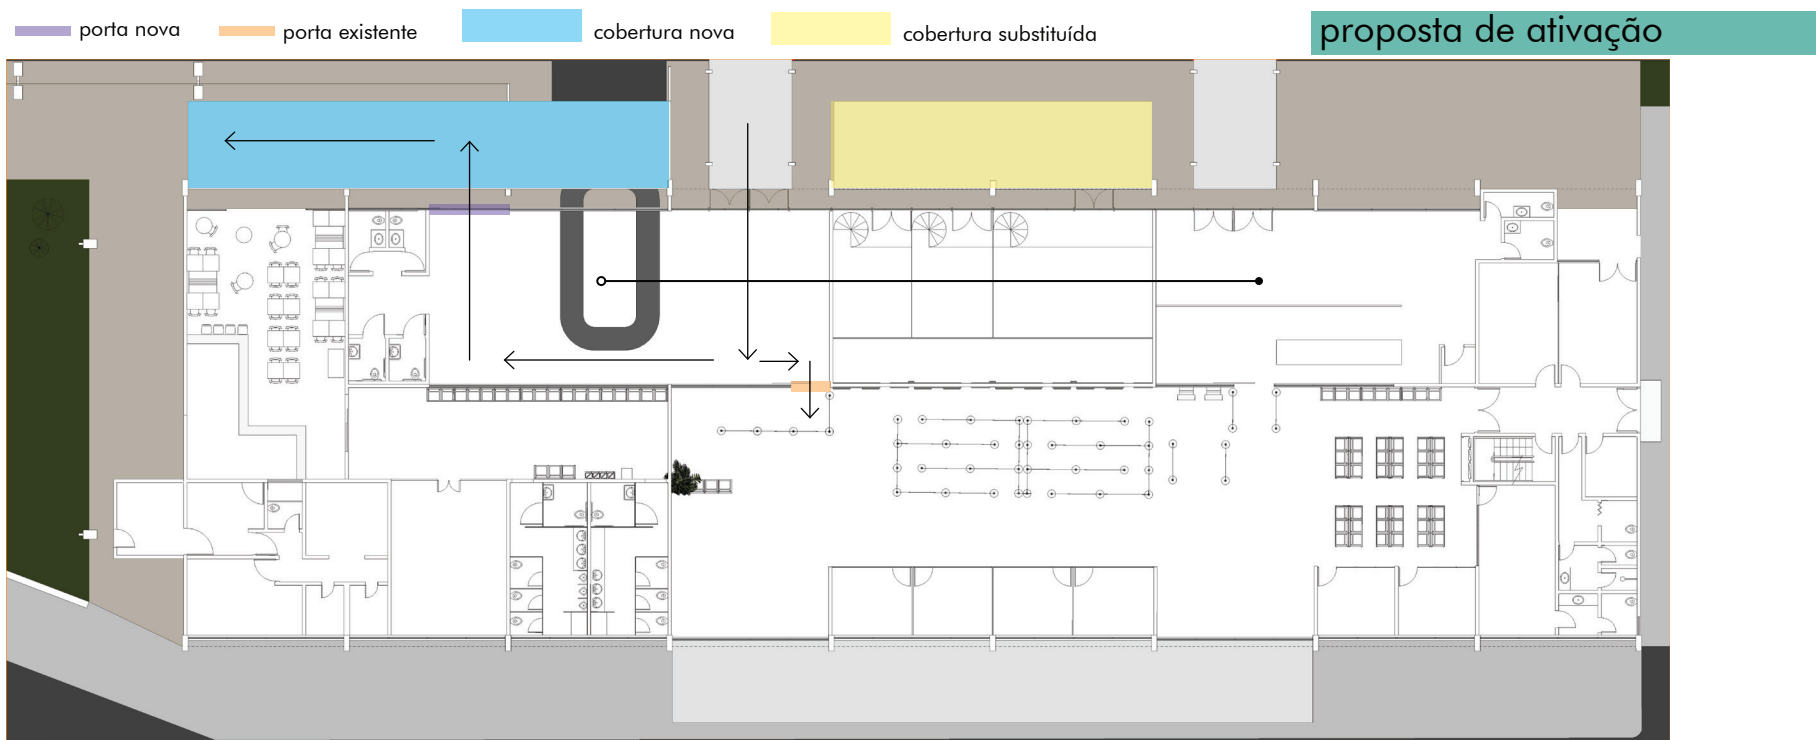 porta nova
porta existente
cobertura nova
cobertura substituída
proposta de ativação